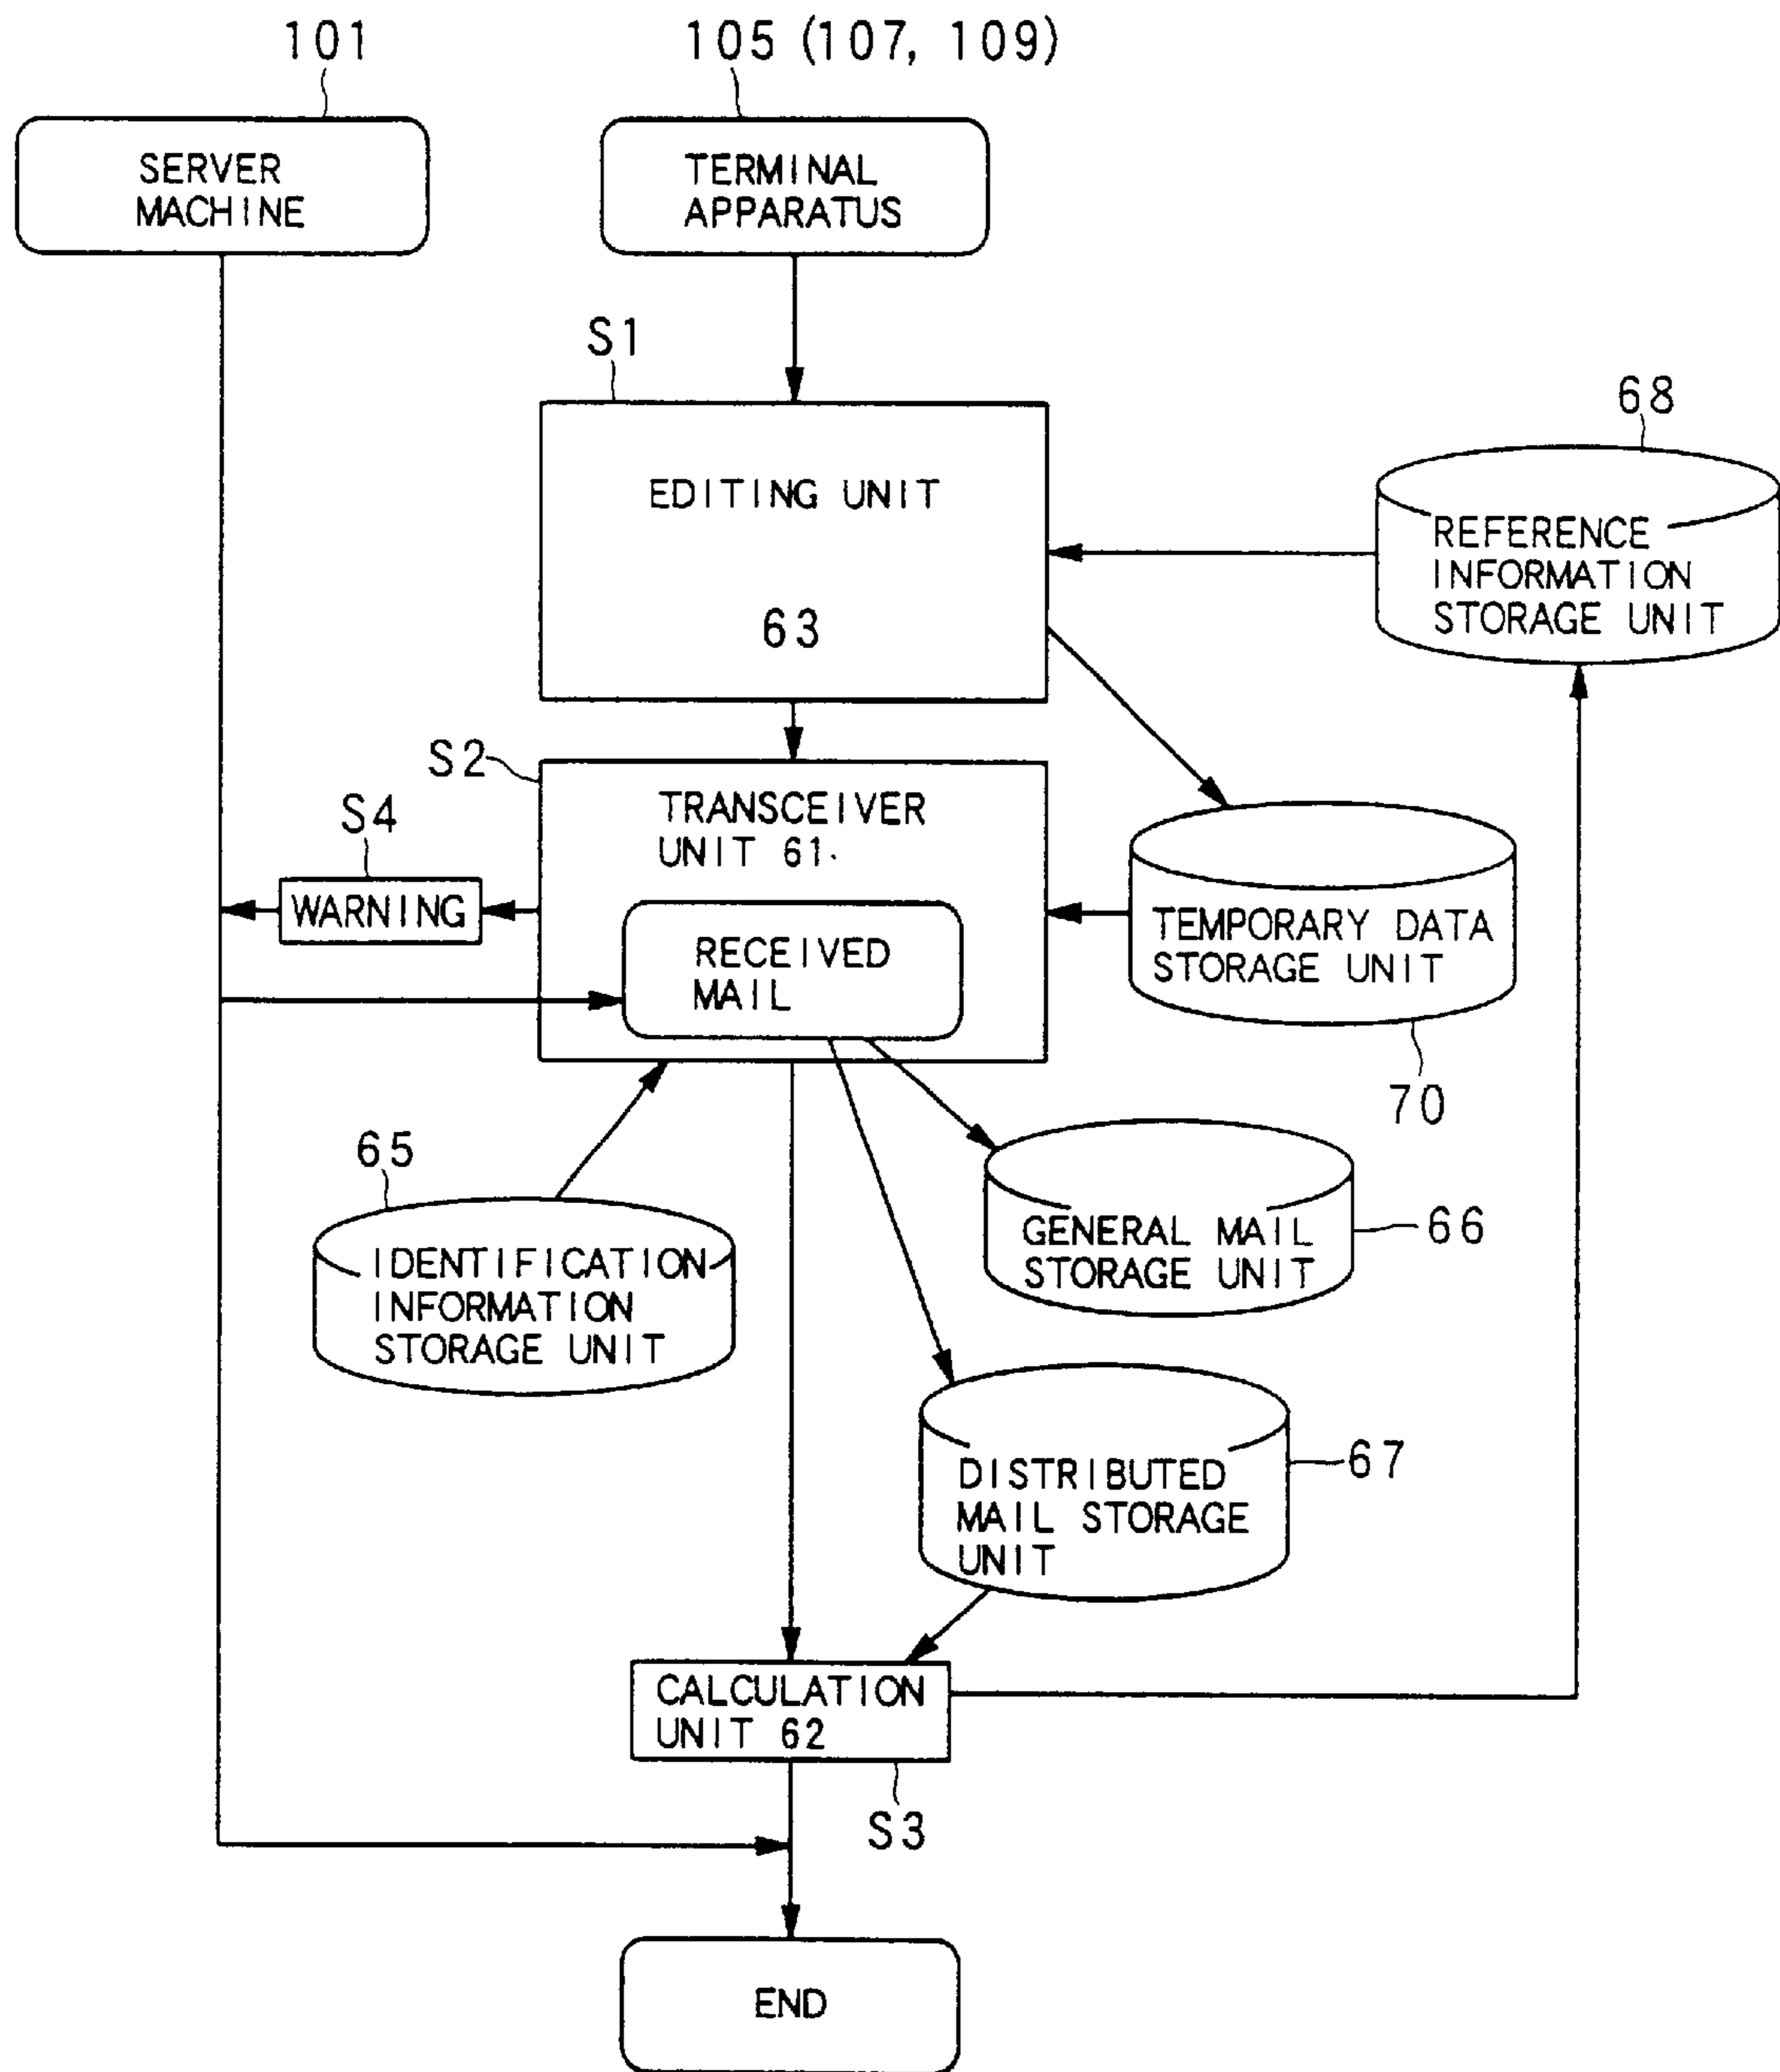 101
105 (107, 109)
SERVER
MACHINE
TERMINAL
APPARATUS
S1
68
EDITING UNIT
63
REFERENCE
INFORMATION
STORAGE UNIT
S2
TRANSCEIVER
UNIT 61
S4
WARNING
RECEIVED
MAIL
TEMPORARY DATA
STORAGE UNIT
70
65
GENERAL MAIL
STORAGE UNIT
66
IDENTIFICATION
INFORMATION
STORAGE UNIT
DISTRIBUTED
MAIL STORAGE
UNIT
67
CALCULATION
UNIT 62
S3
END